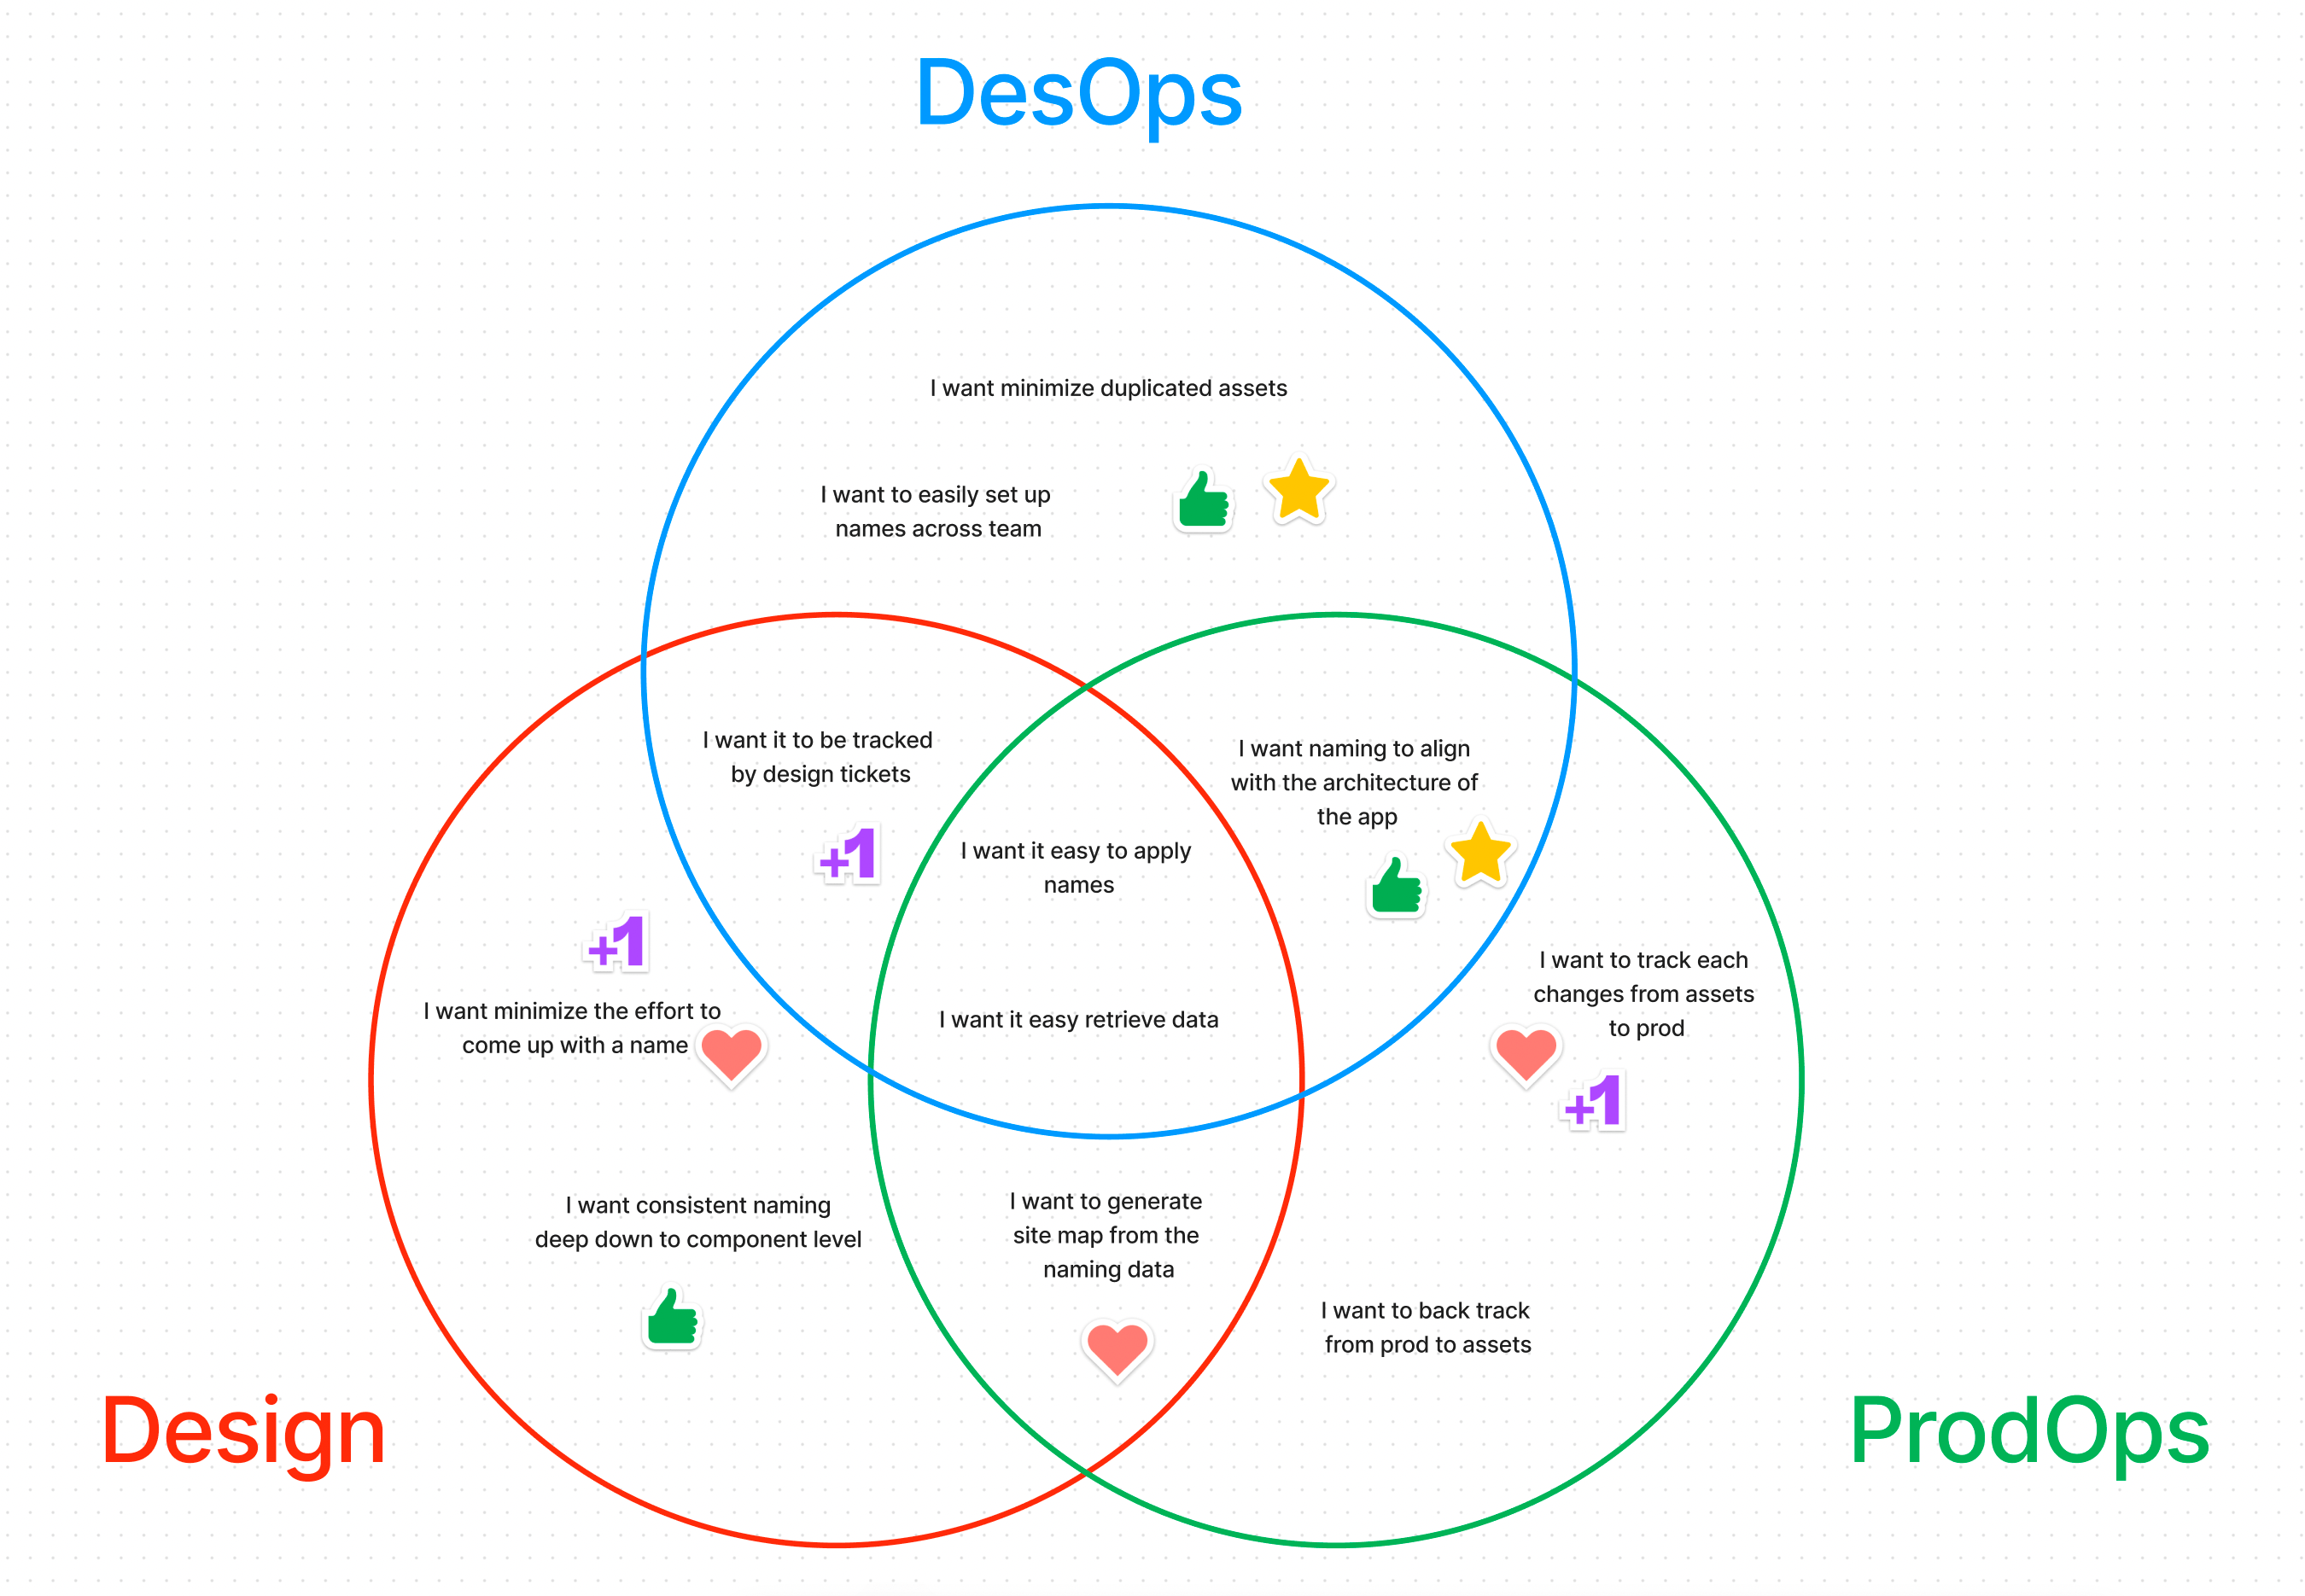 DesOps
I want minimize duplicated assets
I want to easily set up
names across team
I want it to be tracked
by design tickets
+1
I want naming to align
with the architecture of
the app
I want it easy to apply
names
+1
I want minimize the effort to
come up with a name
I want it easy retrieve data
I want to track each
changes from assets
to prod
+1
I want consistent naming
deep down to component level
I want to generate
site map from the
naming data
I want to back track
from prod to assets
Design
ProdOps